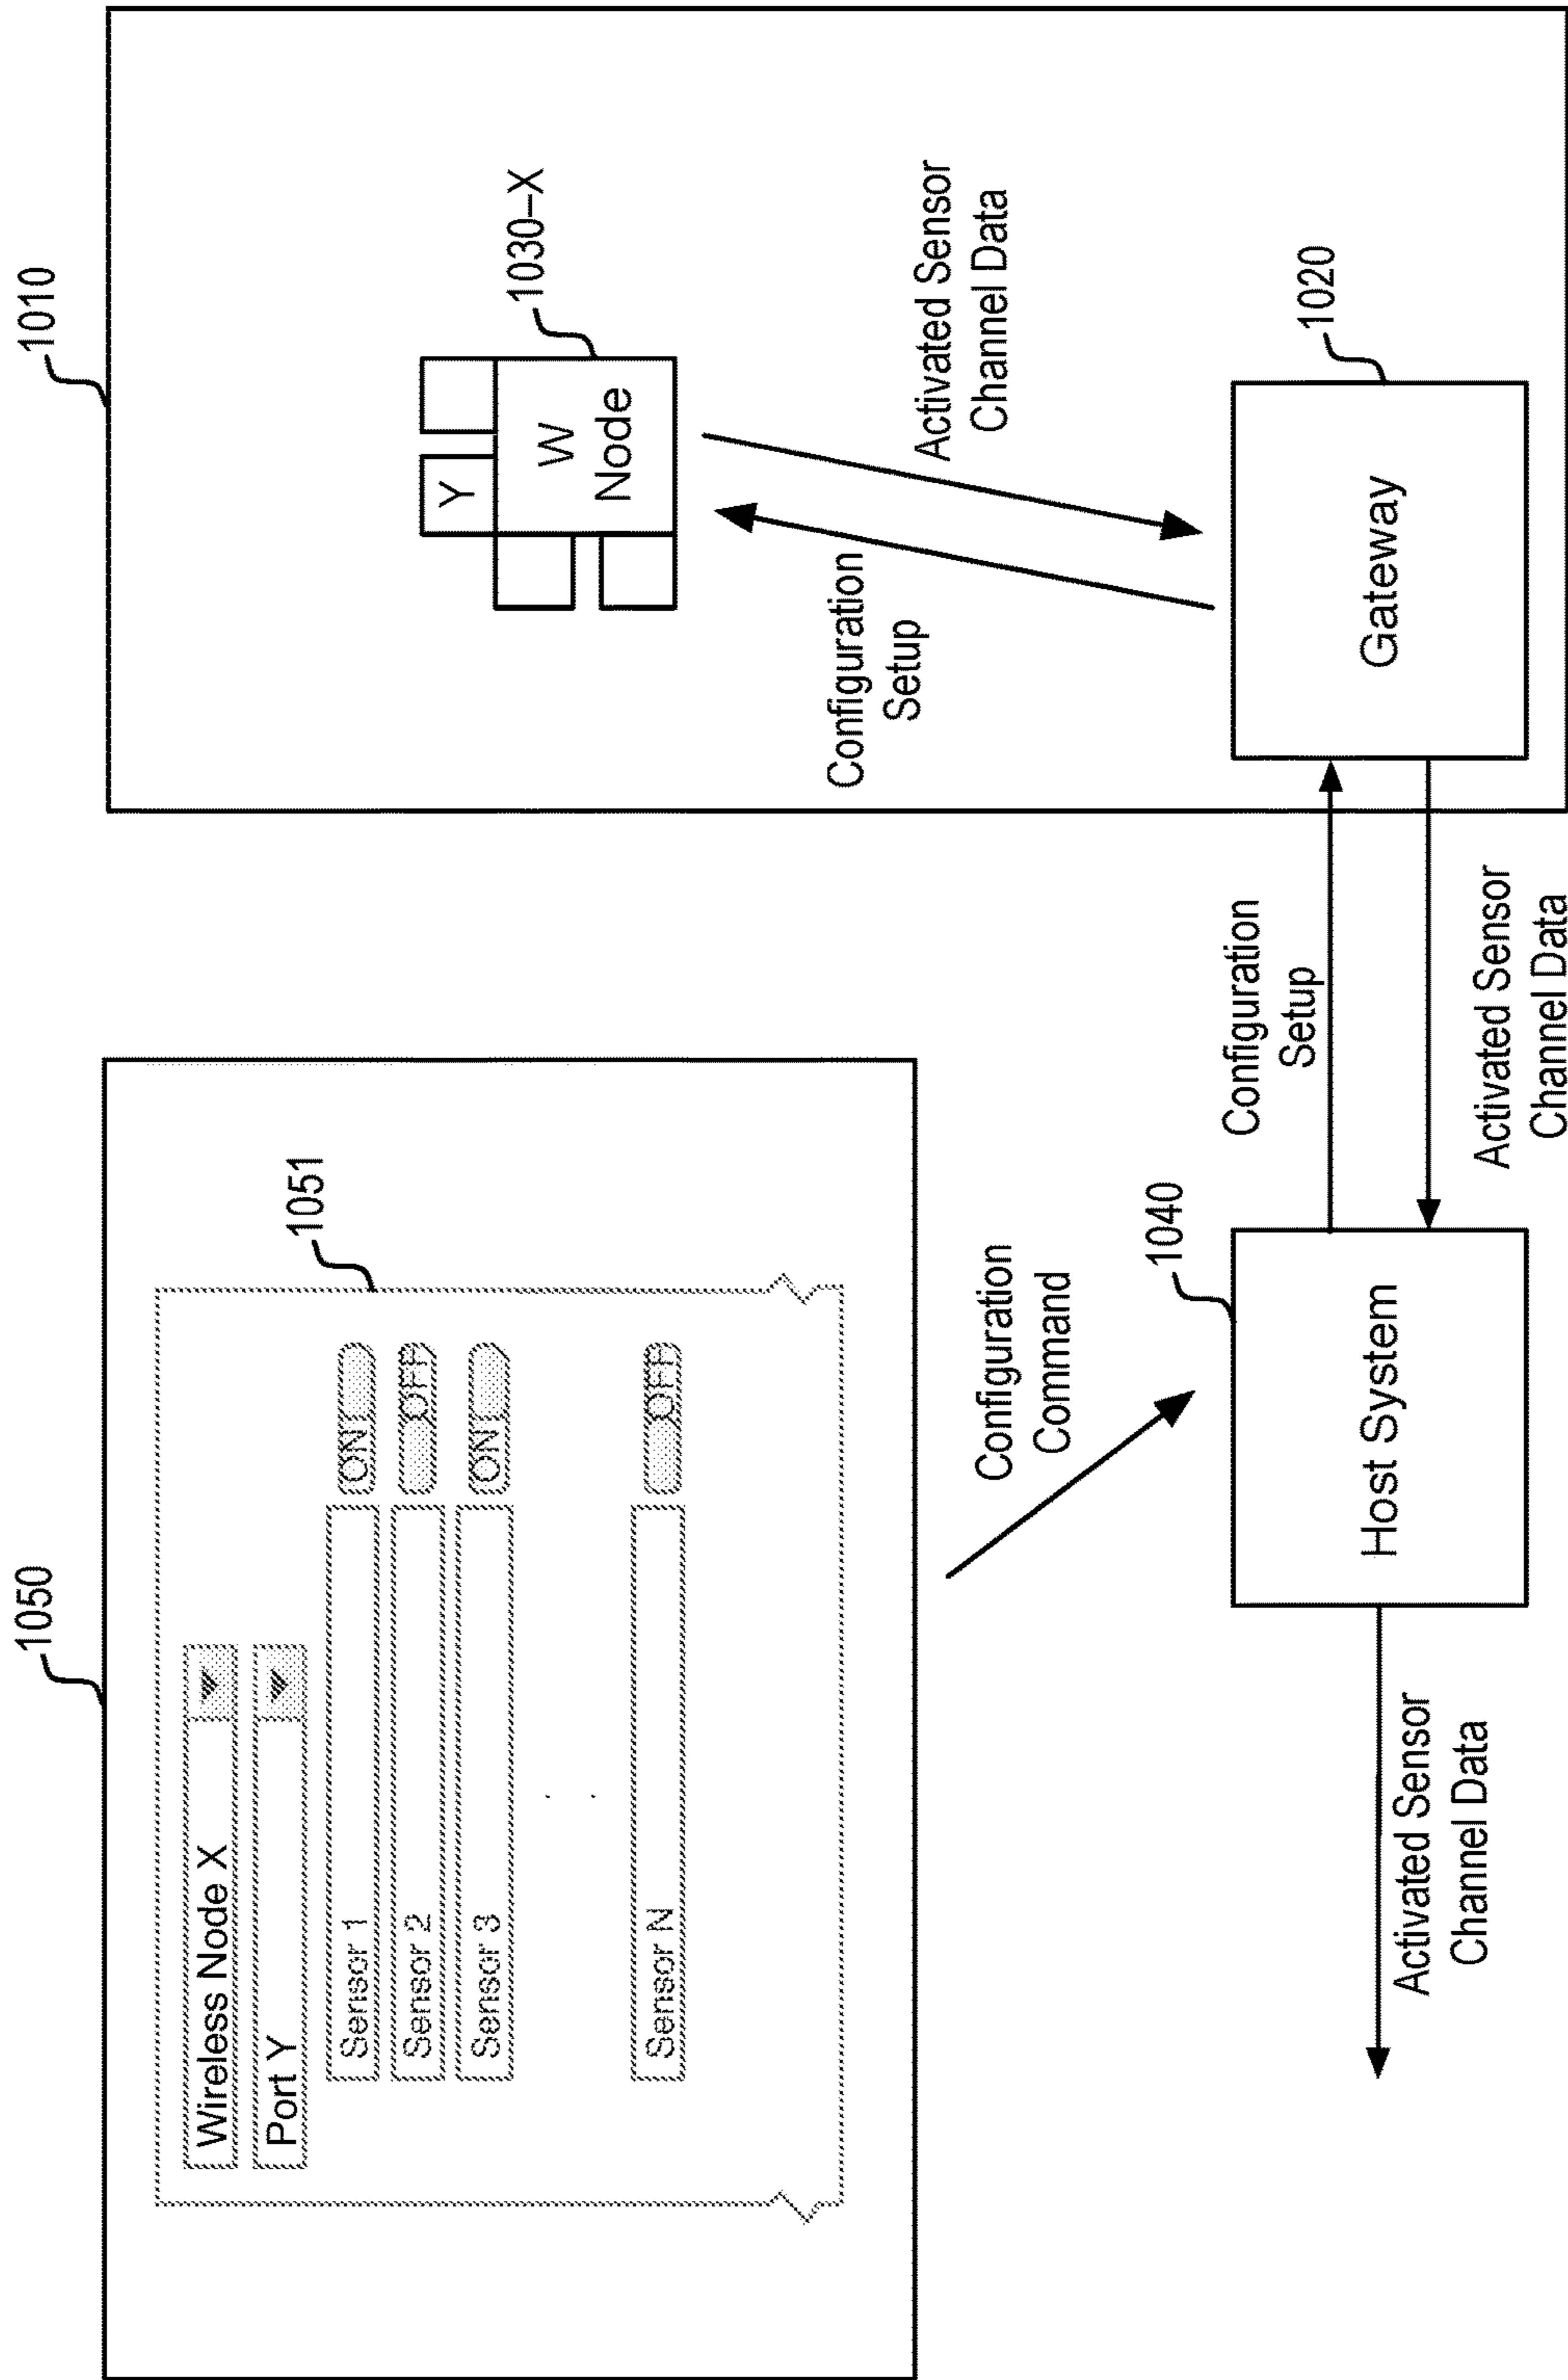 1050
1051
Wireless Node X
Port Y
Sensor 1
ON
Sensor 2
OFF
Sensor 3
ON
Sensor N
OFF
Configuration
Command
1040
Host System
Activated Sensor
Channel Data
Configuration
Setup
Activated Sensor
Channel Data
1010
1030-X
Y
W
Node
Configuration
Setup
Activated Sensor
Channel Data
1020
Gateway